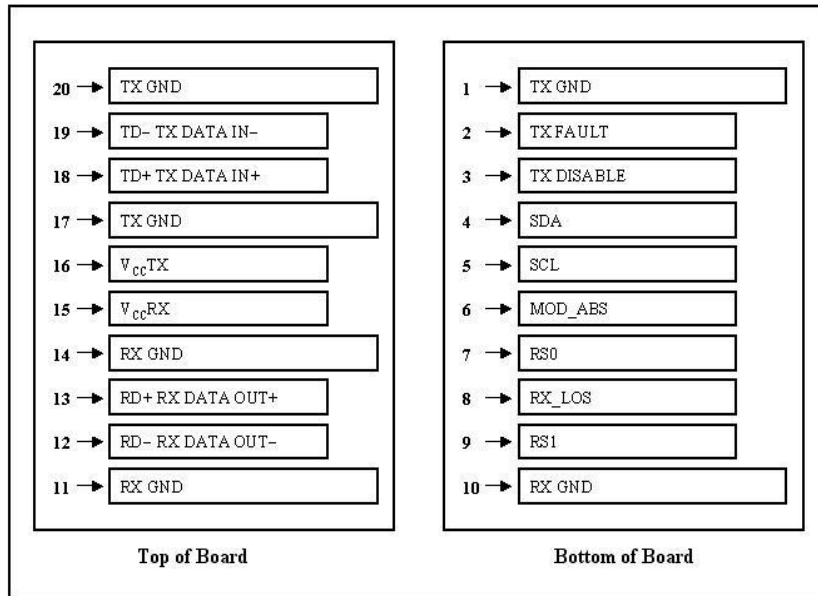 20 TX GND
19 TD– TX DATA IN–
18 TD+ TX DATA IN+
17 TX GND
16 VCCTX
15 VCCRX
14 RX GND
13 RD+ RX DATA OUT+
12 RD– RX DATA OUT–
11 RX GND
Top of Board
1 TX GND
2 TX FAULT
3 TX DISABLE
4 SDA
5 SCL
6 MOD_ABS
7 RS0
8 RX_LOS
9 RS1
10 RX GND
Bottom of Board